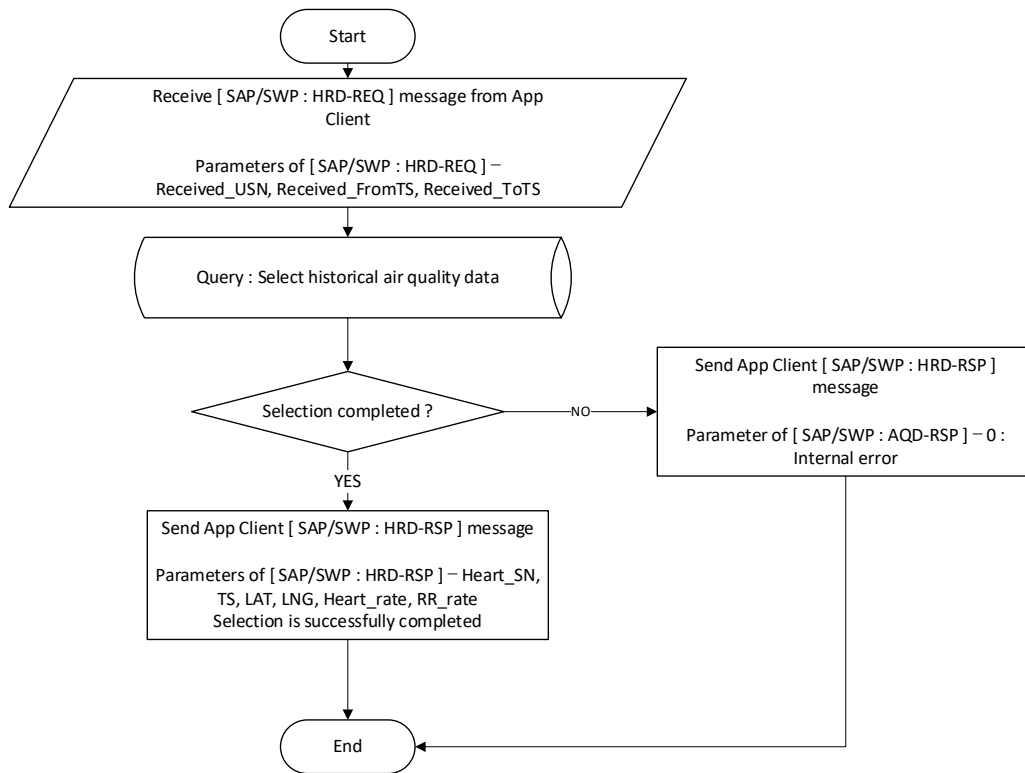 Start
Receive [ SAP/SWP : HRD-REQ ] message from App
Client
Parameters of [ SAP/SWP : HRD-REQ ] –
Received_USN, Received_FromTS, Received_ToTS
Query : Select historical air quality data
Selection completed ?
NO
Send App Client [ SAP/SWP : HRD-RSP ]
message
Parameter of [ SAP/SWP : AQD-RSP ] – 0 :
Internal error
YES
Send App Client [ SAP/SWP : HRD-RSP ] message
Parameters of [ SAP/SWP : HRD-RSP ] – Heart_SN,
TS, LAT, LNG, Heart_rate, RR_rate
Selection is successfully completed
End